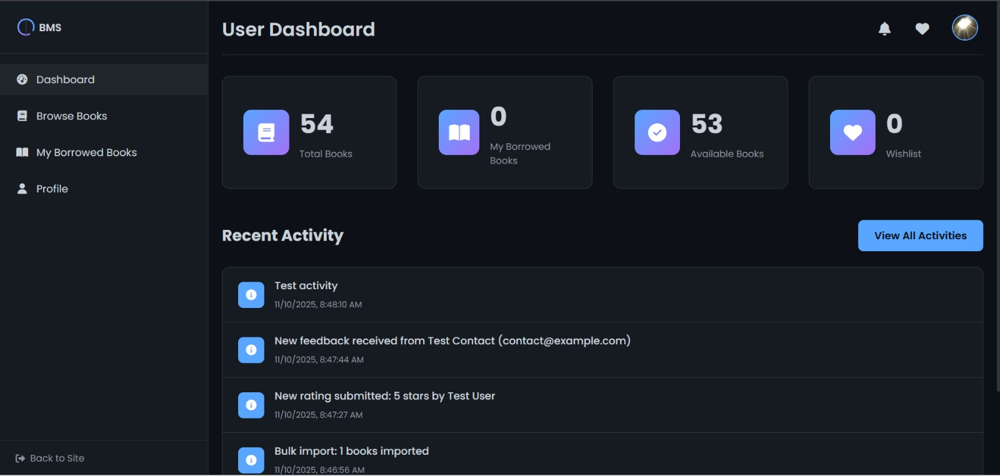 BMS
Dashboard
Browse Books
My Borrowed Books
Profile
Back to Site
User Dashboard
54
Total Books
0
My Borrowed
Books
53
Available Books
0
Wishlist
Recent Activity
View All Activities
Test activity
11/10/2025, 8:48:10 AM
New feedback received from Test Contact (contact@example.com)
11/10/2025, 8:47:44 AM
New rating submitted: 5 stars by Test User
11/10/2025, 8:47:27 AM
Bulk import: 1 books imported
11/10/2025, 8:46:56 AM